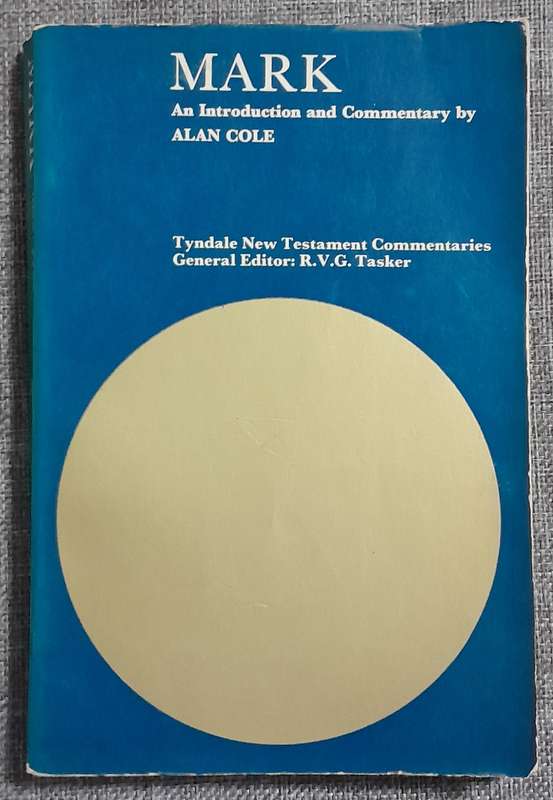 MARK
An Introduction and Commentary by
ALAN COLE
Tyndale New Testament Commentaries
General Editor: R.V.G. Tasker